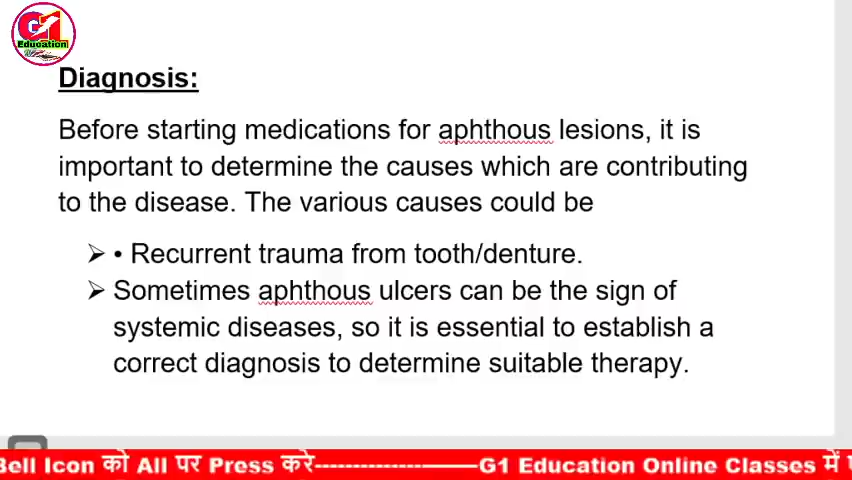 G1
Education
Diagnosis:
Before starting medications for aphthous lesions, it is
important to determine the causes which are contributing
to the disease. The various causes could be
➢ • Recurrent trauma from tooth/denture.
➢ Sometimes aphthous ulcers can be the sign of
systemic diseases, so it is essential to establish a
correct diagnosis to determine suitable therapy.
Bell Icon को All पर Press करे-----------------———G1 Education Online Classes में